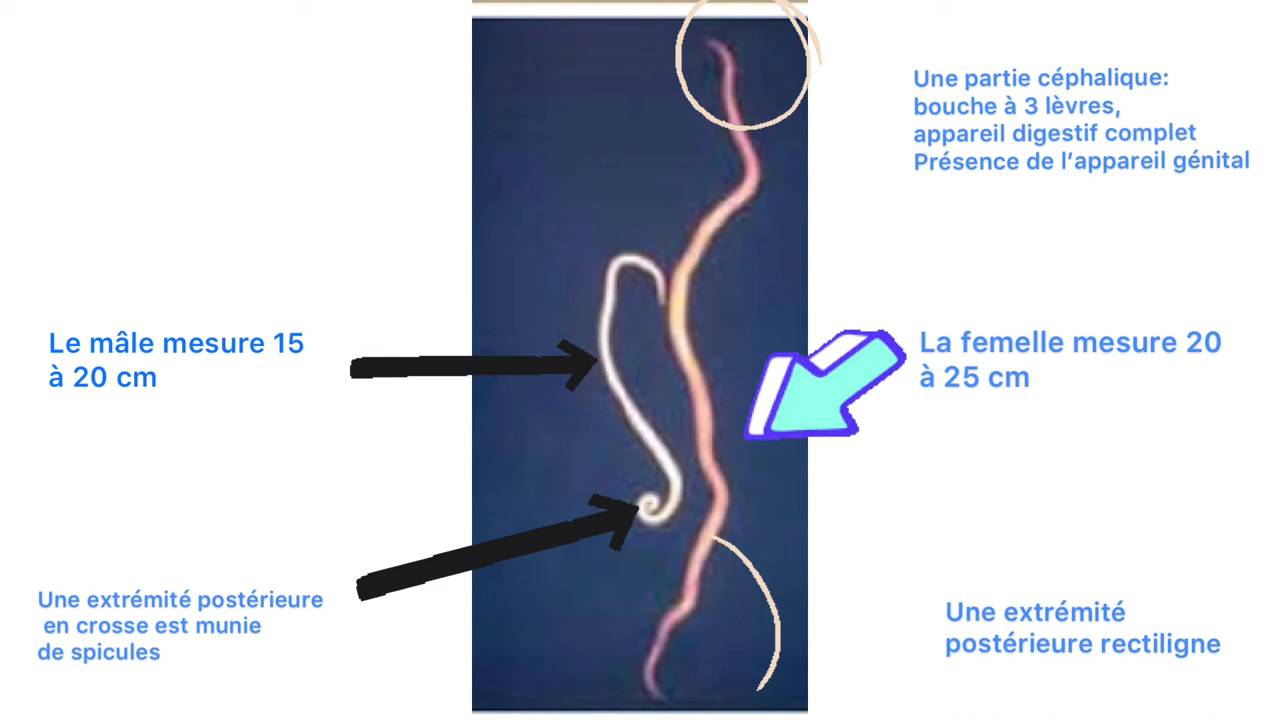 Une partie céphalique:
bouche à 3 lèvres,
appareil digestif complet
Présence de l'appareil génital
Le mâle mesure 15
à 20 cm
La femelle mesure 20
à 25 cm
Une extrémité postérieure
en crosse est munie
de spicules
Une extrémité
postérieure rectiligne